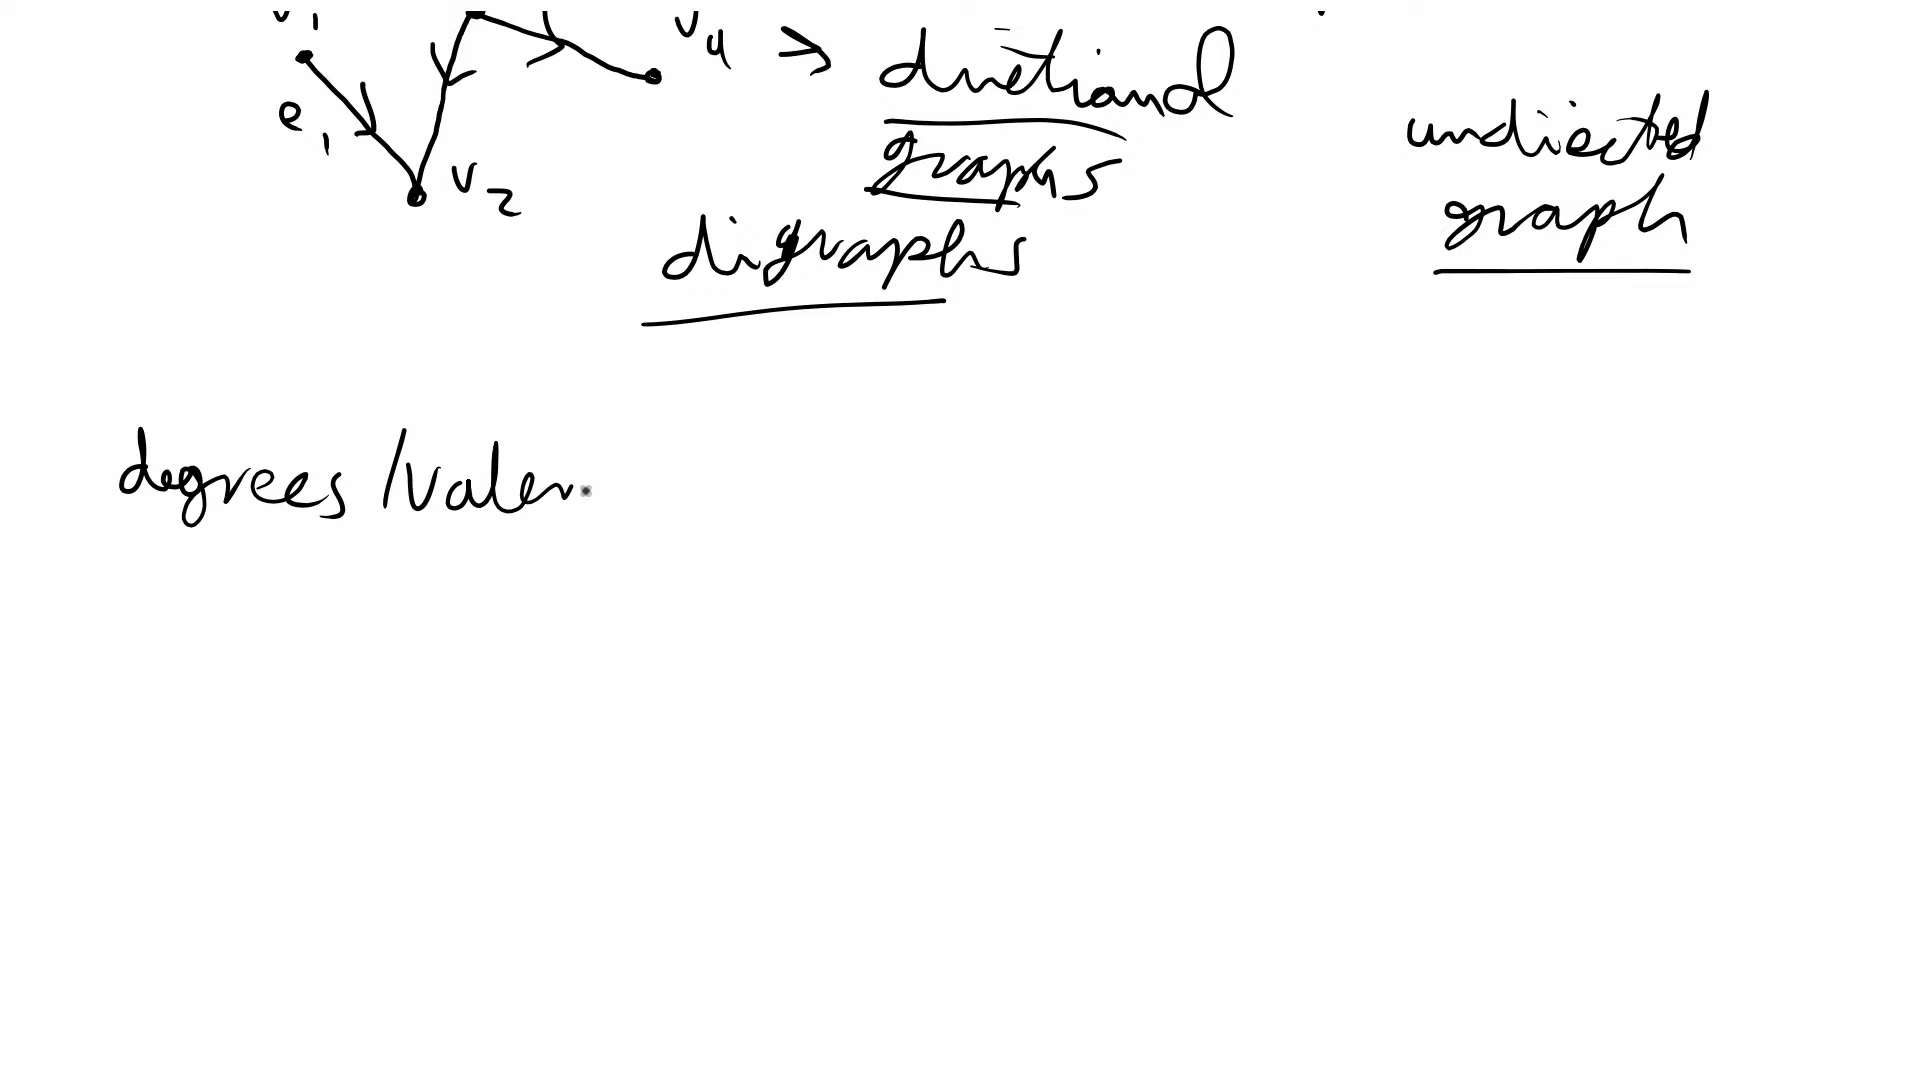 v1
v4 → directional
e1
undirected
v2
graphs
graph
digraphs
degrees / valen